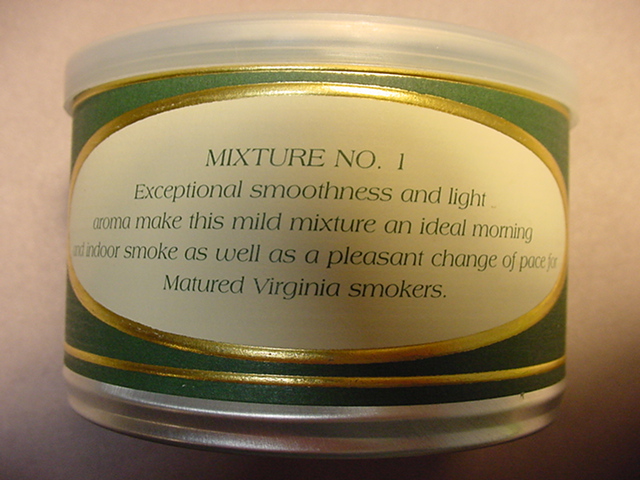 MIXTURE NO. 1
Exceptional smoothness and light
aroma make this mild mixture an ideal morning
and indoor smoke as well as a pleasant change of pace for
Matured Virginia smokers.